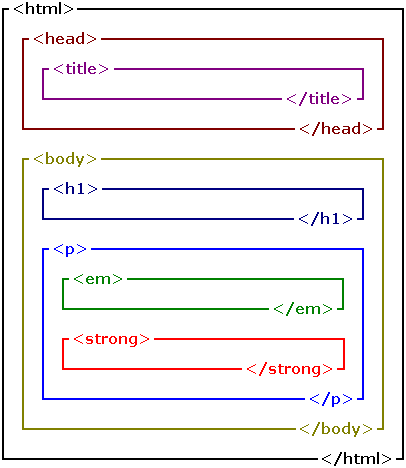 <html>
<head>
<title>
</title>
</head>
<body>
<h1>
</h1>
<p>
<em>
</em>
<strong>
</strong>
</p>
</body>
</html>